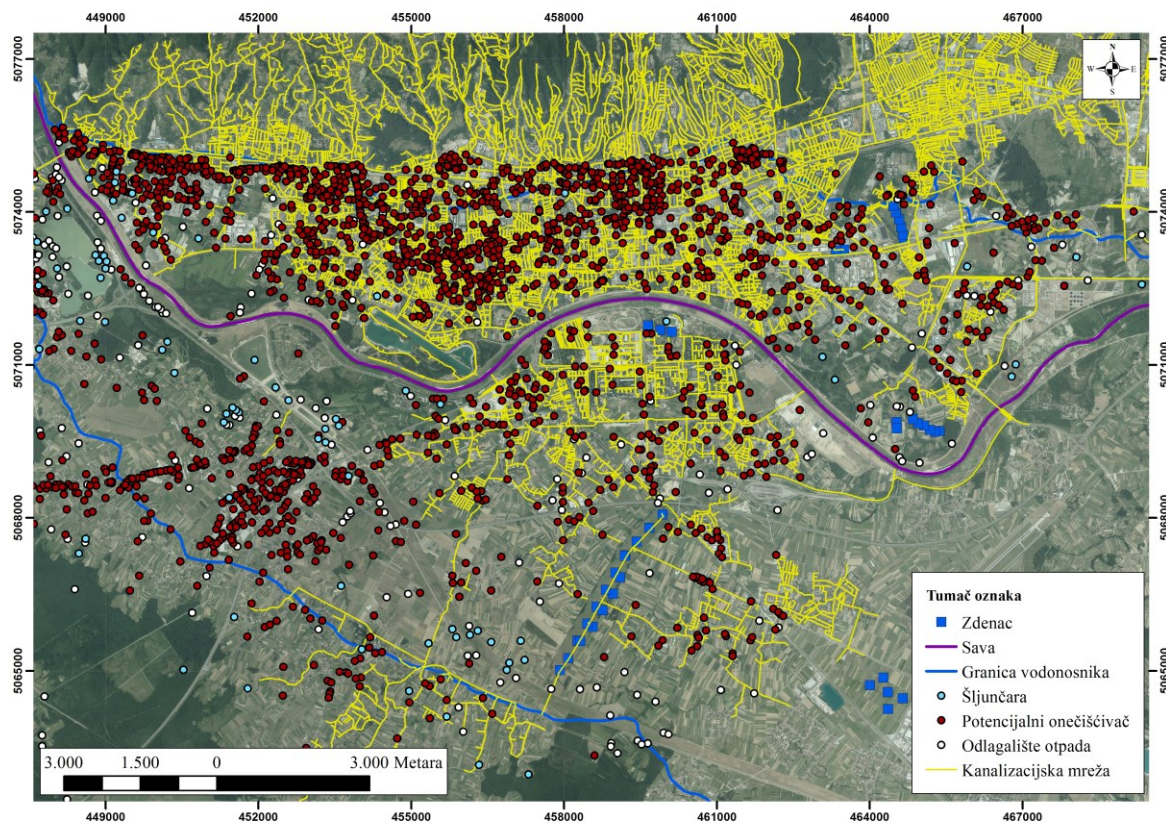 449000 452000 455000 458000 461000 464000 467000
N
W E
S
5077000 5077000
5074000 5074000
5071000 5071000
5068000 5068000
5065000 5065000
Tumač oznaka
Zdenac
Sava
Granica vodonosnika
Šljunčara
Potencijalni onečišćivač
Odlagalište otpada
Kanalizacijska mreža
3.000 1.500 0 3.000 Metara
449000 452000 455000 458000 461000 464000 467000